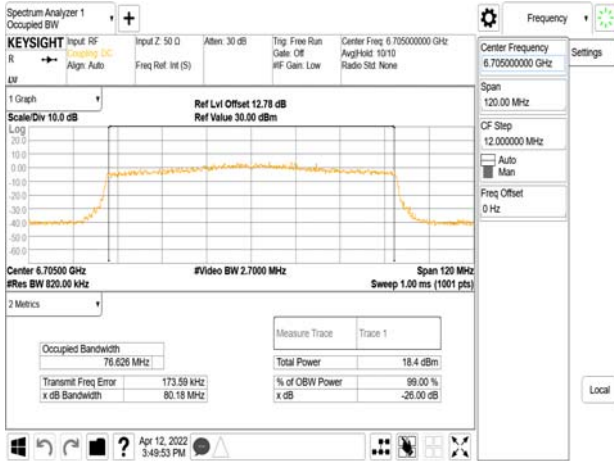 Spectrum Analyzer 1
Occupied BW
Frequency
KEYSIGHT
Input: RF
Coupling: DC
Align: Auto
Input Z: 50 Ω
Freq Ref: Int (S)
Atten: 30 dB
Trig: Free Run
Gate: Off
#IF Gain: Low
Center Freq: 6.705000000 GHz
Avg|Hold: 10/10
Radio Std: None
R
LVI
Center Frequency
6.705000000 GHz
Settings
Span
120.00 MHz
CF Step
12.000000 MHz
Auto
Man
Freq Offset
0 Hz
Local
1 Graph
Scale/Div 10.0 dB
Ref Lvl Offset 12.78 dB
Ref Value 30.00 dBm
Log
20.0
10.0
0.00
-10.0
-20.0
-30.0
-40.0
-50.0
-60.0
Center 6.70500 GHz
#Res BW 820.00 kHz
#Video BW 2.7000 MHz
Span 120 MHz
Sweep 1.00 ms (1001 pts)
2 Metrics
Measure Trace
Trace 1
Occupied Bandwidth
76.626 MHz
Total Power
18.4 dBm
Transmit Freq Error
173.59 kHz
% of OBW Power
99.00 %
x dB Bandwidth
80.18 MHz
x dB
-26.00 dB
Apr 12, 2022
3:49:53 PM